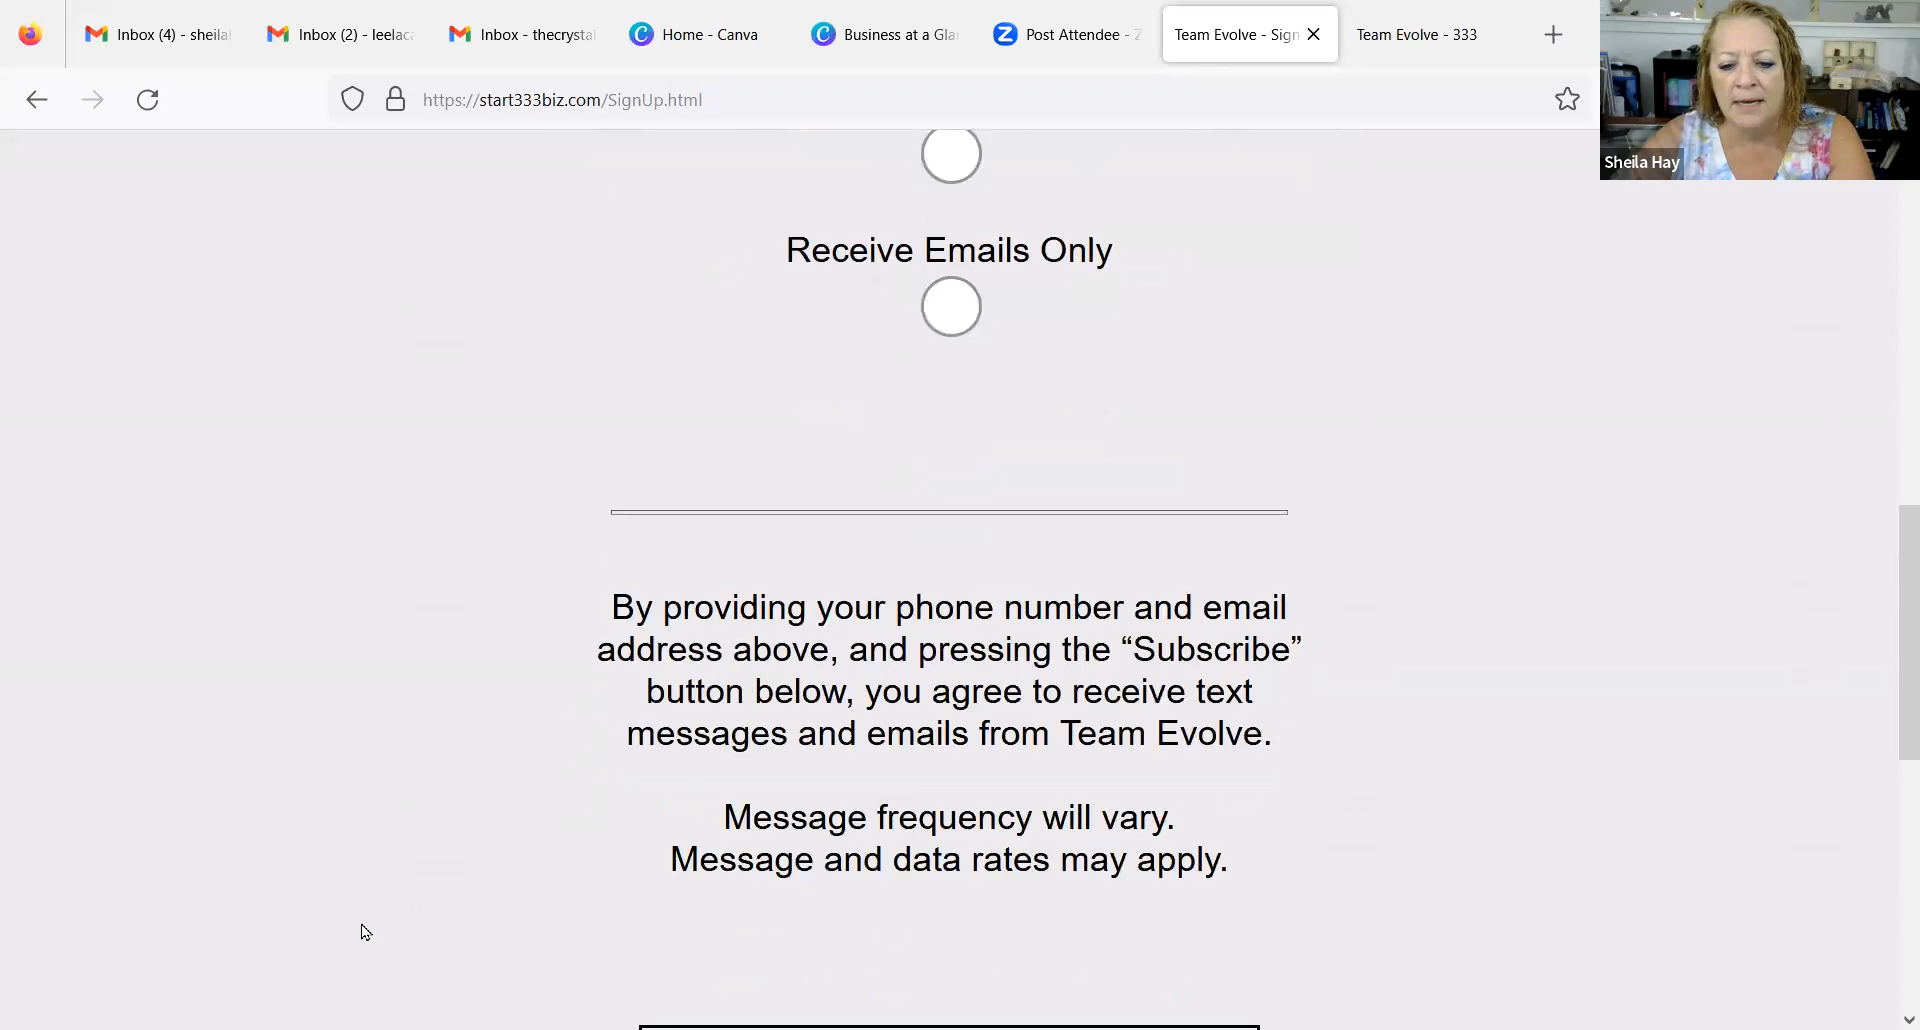 Inbox (4) - sheila
Inbox (2) - leelaca
Inbox - thecrystal
Home - Canva
Business at a Gla
Post Attendee - Z
Team Evolve - Sign
Team Evolve - 333
https://start333biz.com/SignUp.html
Sheila Hay
Receive Emails Only
By providing your phone number and email
address above, and pressing the “Subscribe”
button below, you agree to receive text
messages and emails from Team Evolve.
Message frequency will vary.
Message and data rates may apply.